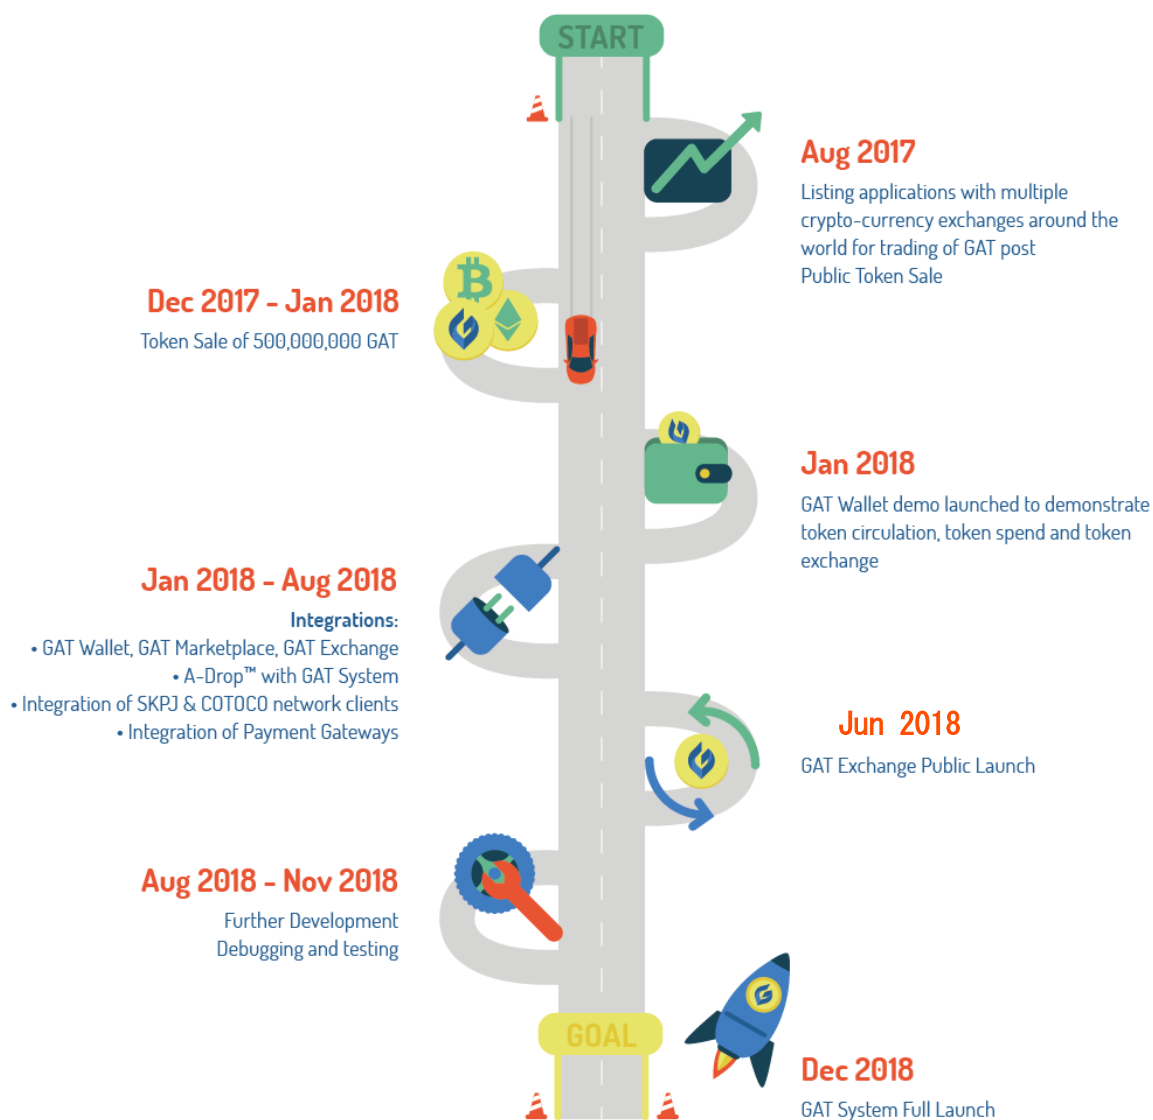 START
Aug 2017
Listing applications with multiple
crypto-currency exchanges around the
world for trading of GAT post
Public Token Sale
Dec 2017 - Jan 2018
Token Sale of 500,000,000 GAT
Jan 2018
GAT Wallet demo launched to demonstrate
token circulation, token spend and token
exchange
Jan 2018 - Aug 2018
Integrations:
• GAT Wallet, GAT Marketplace, GAT Exchange
• A-Drop™ with GAT System
• Integration of SKPJ & COTOCO network clients
• Integration of Payment Gateways
Jun 2018
GAT Exchange Public Launch
Aug 2018 - Nov 2018
Further Development
Debugging and testing
GOAL
Dec 2018
GAT System Full Launch